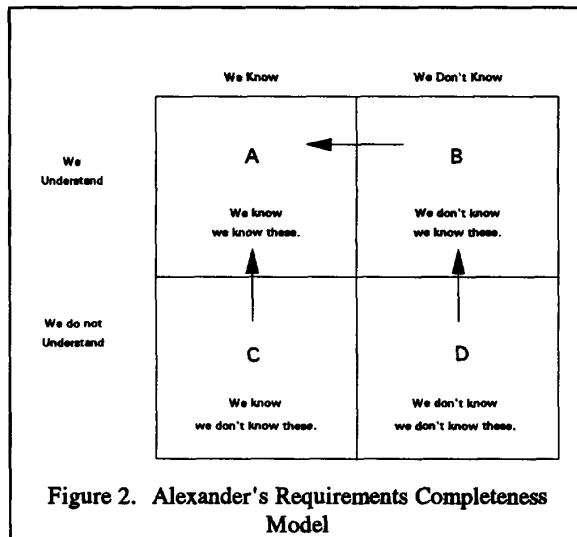 We Know We Don't Know
We
Understand
A B
We know We don't know
we know these. we know these.
We do not
Understand
C D
We know We don't know
we don't know these. we don't know these.
Figure 2. Alexander's Requirements Completeness
Model